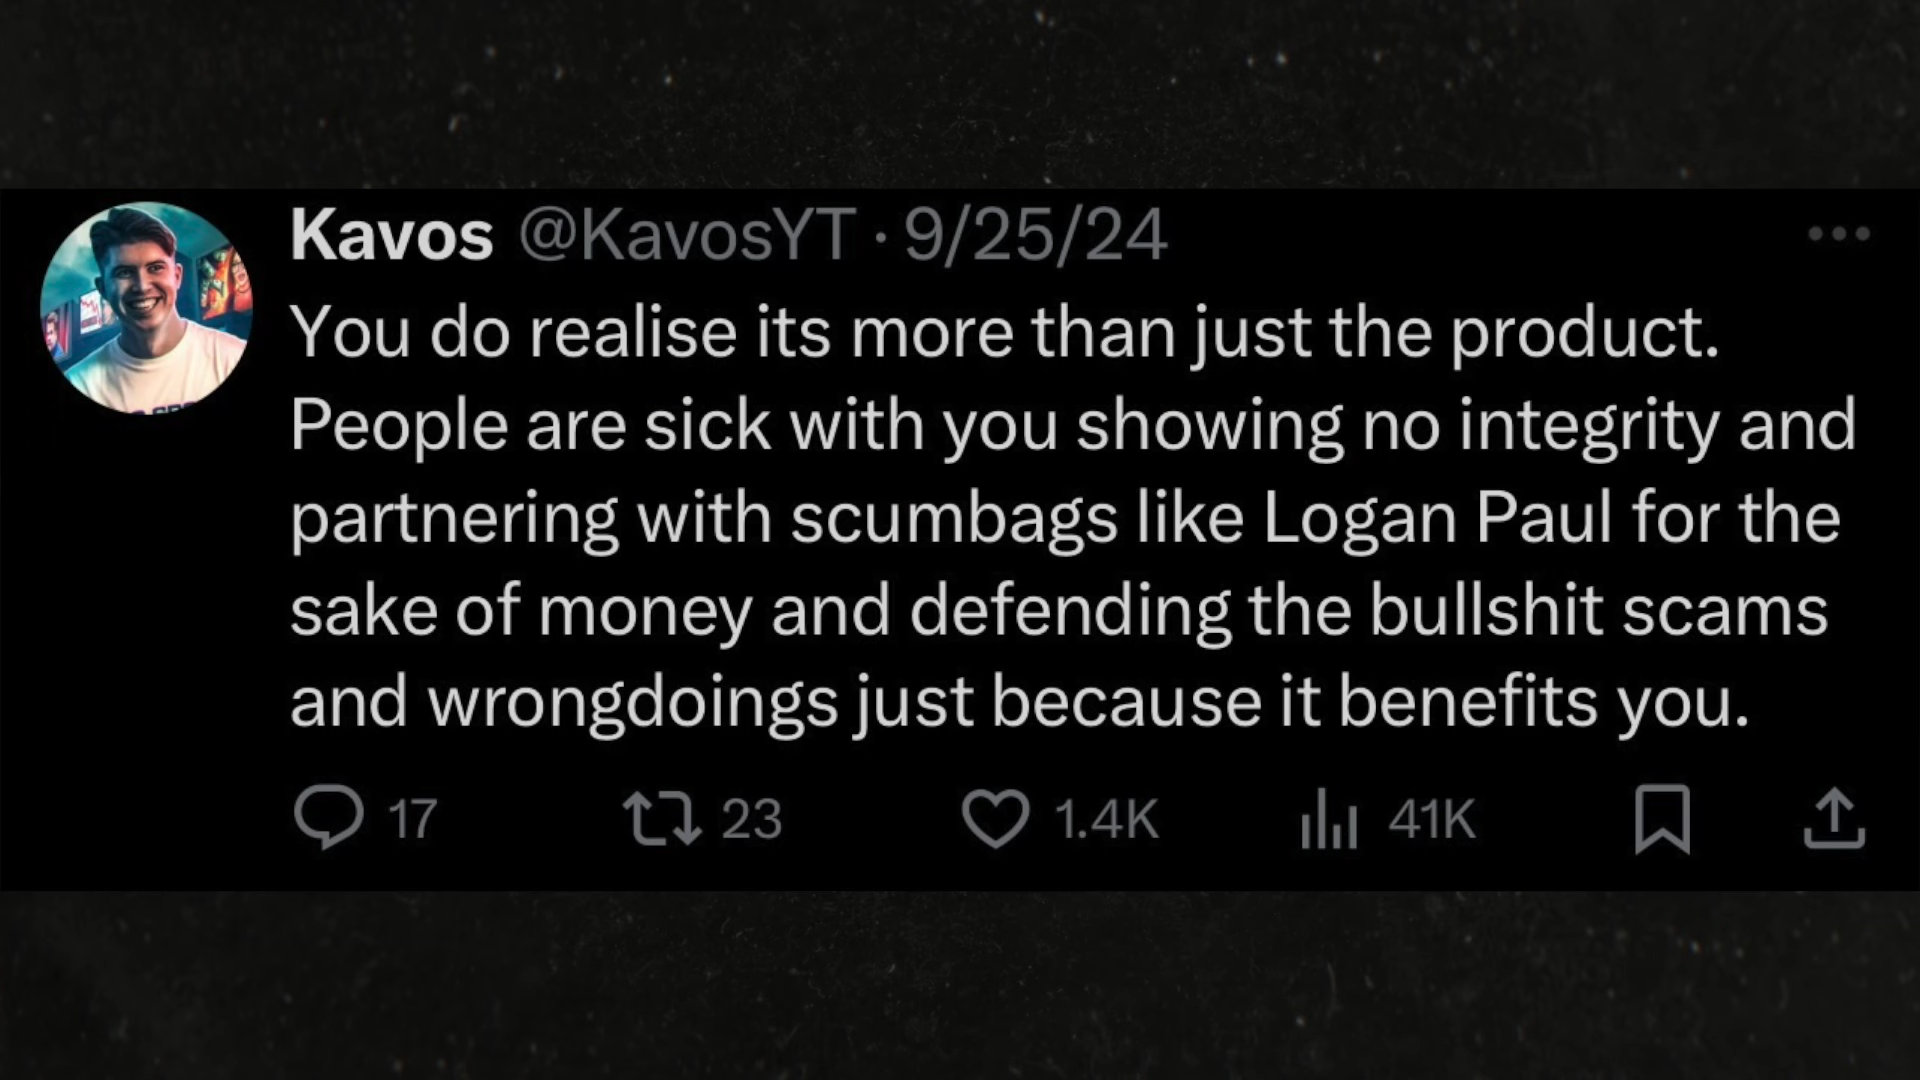 Kavos @KavosYT · 9/25/24
You do realise its more than just the product.
People are sick with you showing no integrity and
partnering with scumbags like Logan Paul for the
sake of money and defending the bullshit scams
and wrongdoings just because it benefits you.
17 23 1.4K 41K